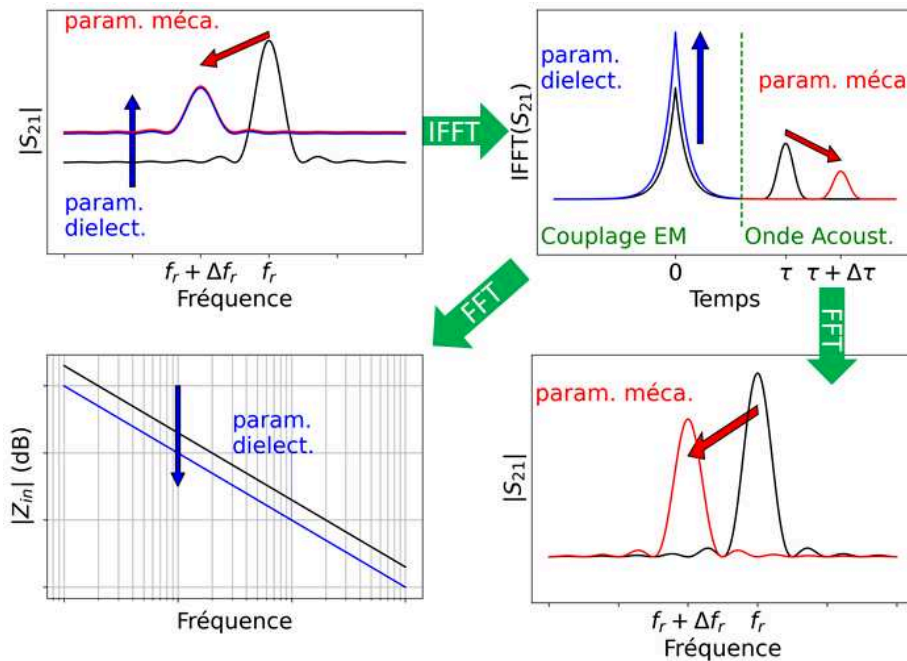 param. méca.
|S21|
param.
dielect.
fr + Δfr
fr
Fréquence
IFFT
IFFT(S21)
param.
dielect.
param. méca.
Couplage EM
Onde Acoust.
0
τ
τ + Δτ
Temps
FFT
FFT
|Zin| (dB)
param.
dielect.
Fréquence
|S21|
param. méca.
fr + Δfr
fr
Fréquence